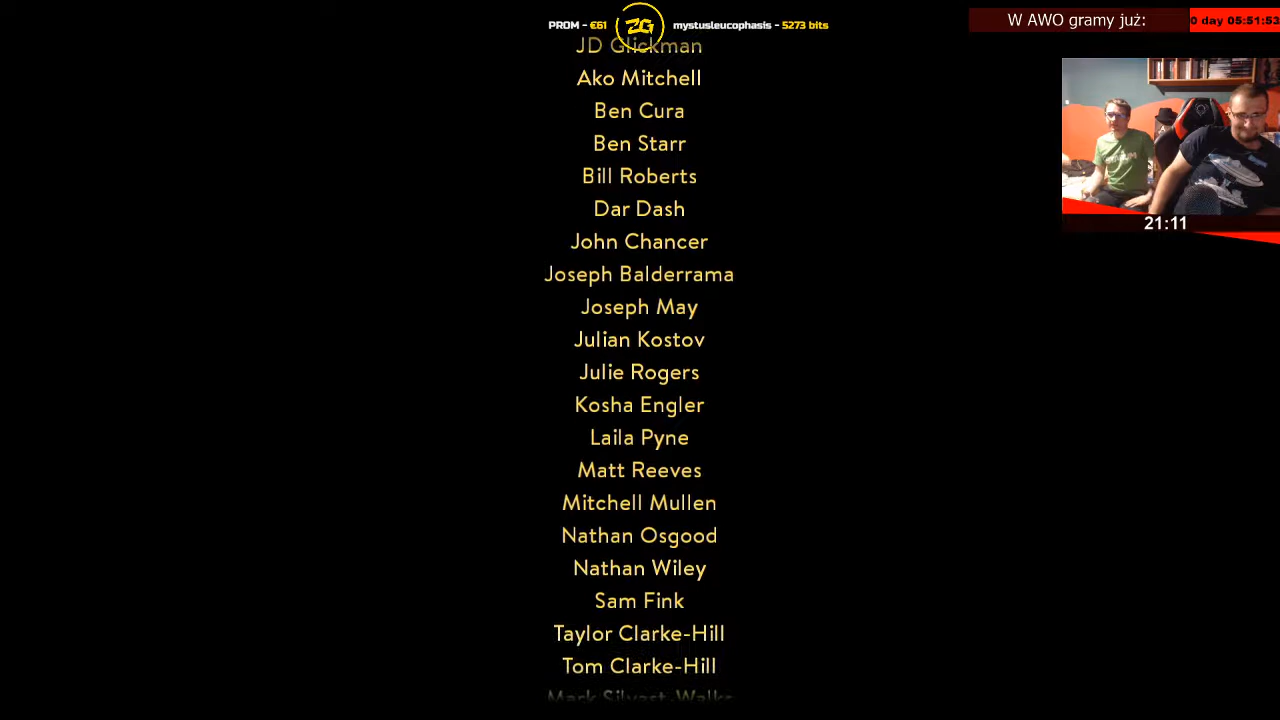 PROM - €61
ZG
mystusleucophasis - 5273 bits
W AWO gramy już:
0 day 05:51:53
JD Glickman
Ako Mitchell
Ben Cura
Ben Starr
Bill Roberts
Dar Dash
John Chancer
Joseph Balderrama
Joseph May
Julian Kostov
Julie Rogers
Kosha Engler
Laila Pyne
Matt Reeves
Mitchell Mullen
Nathan Osgood
Nathan Wiley
Sam Fink
Taylor Clarke-Hill
Tom Clarke-Hill
Mark
21:11